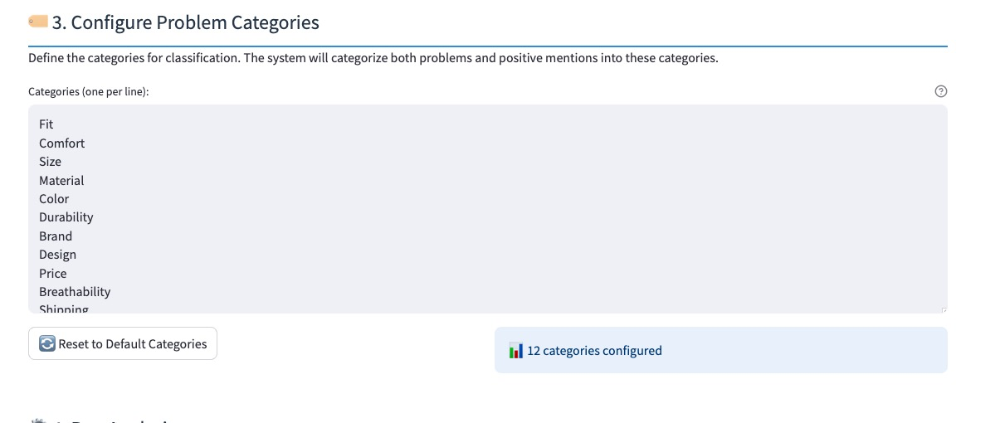 3. Configure Problem Categories
Define the categories for classification. The system will categorize both problems and positive mentions into these categories.
Categories (one per line):
Fit
Comfort
Size
Material
Color
Durability
Brand
Design
Price
Breathability
Shipping
Reset to Default Categories
12 categories configured